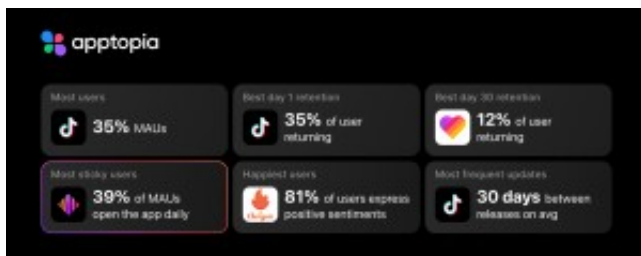 apptopia
Most users
35% MAUs
Best day 1 retention
35% of user
returning
Best day 30 retention
12% of user
returning
Most sticky users
39% of MAUs
open the app daily
Happiest users
81% of users express
positive sentiments
Most frequent updates
30 days between
releases on avg